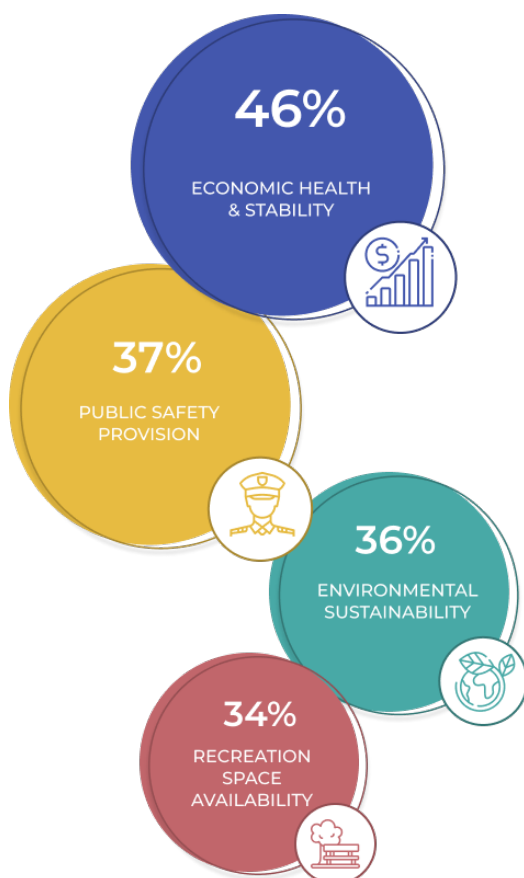 46%
ECONOMIC HEALTH
& STABILITY
$
37%
PUBLIC SAFETY
PROVISION
36%
ENVIRONMENTAL
SUSTAINABILITY
34%
RECREATION
SPACE
AVAILABILITY